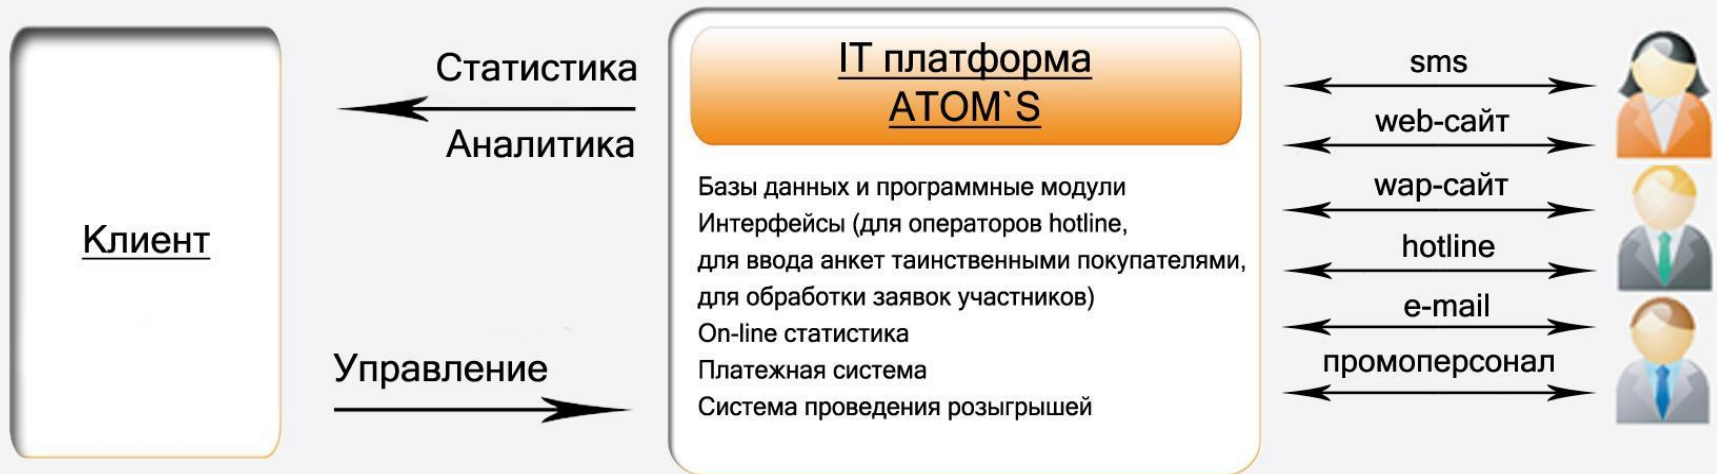 Клиент
Статистика
Аналитика
Управление
IT платформа
ATOM`S
Базы данных и программные модули
Интерфейсы (для операторов hotline,
для ввода анкет таинственными покупателями,
для обработки заявок участников)
On-line статистика
Платежная система
Система проведения розыгрышей
sms
web-сайт
wap-сайт
hotline
e-mail
промоперсонал